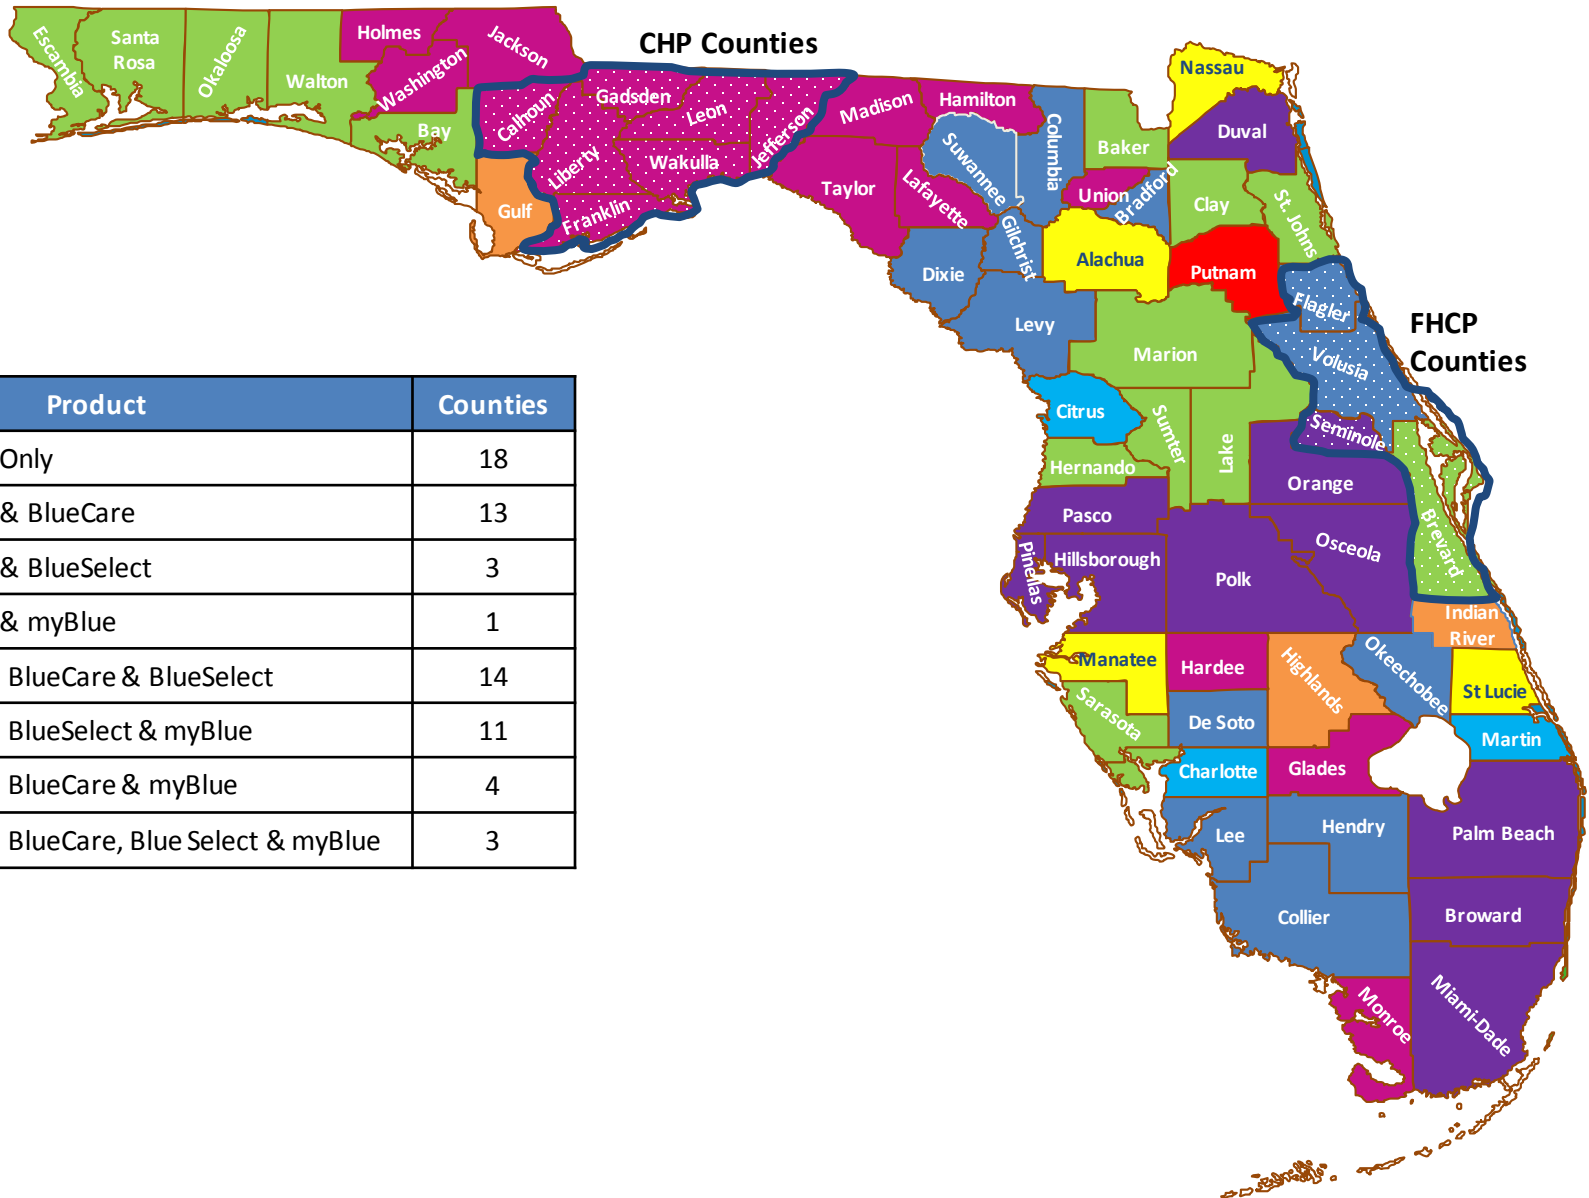 CHP Counties
Escambia
Santa
Rosa
Okaloosa
Walton
Holmes
Washington
Jackson
Bay
Calhoun
Gulf
Gadsden
Liberty
Franklin
Leon
Wakulla
Jefferson
Madison
Taylor
Hamilton
Lafayette
Suwannee
Columbia
Dixie
Gilchrist
Levy
Baker
Union
Bradford
Alachua
Nassau
Duval
Clay
St. Johns
Putnam
Marion
FHCP
Counties
Flagler
Volusia
Seminole
Brevard
Citrus
Sumter
Lake
Hernando
Orange
Pasco
Pinellas
Hillsborough
Polk
Osceola
Indian
River
Manatee
Hardee
Highlands
Okeechobee
St Lucie
Sarasota
De Soto
Martin
Charlotte
Glades
Lee
Hendry
Palm Beach
Collier
Broward
Monroe
Miami-Dade
Product Counties
Only 18
& BlueCare 13
& BlueSelect 3
& myBlue 1
BlueCare & BlueSelect 14
BlueSelect & myBlue 11
BlueCare & myBlue 4
BlueCare, Blue Select & myBlue 3